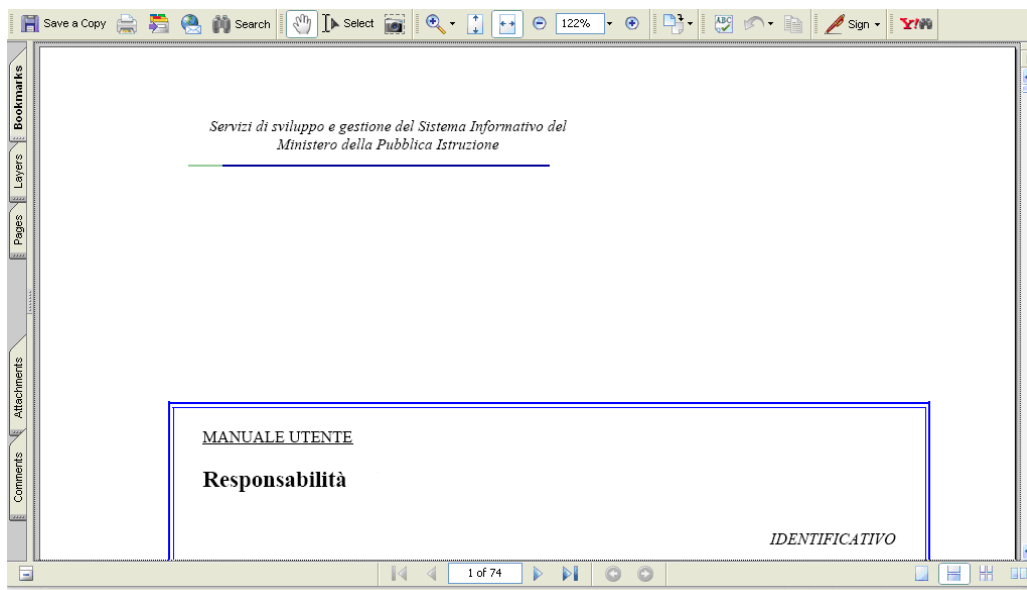 Save a Copy Search Select 122% ABC Sign Y!
Bookmarks
Layers
Pages
Attachments
Comments
Servizi di sviluppo e gestione del Sistema Informativo del
Ministero della Pubblica Istruzione
MANUALE UTENTE
Responsabilità
IDENTIFICATIVO
1 of 74